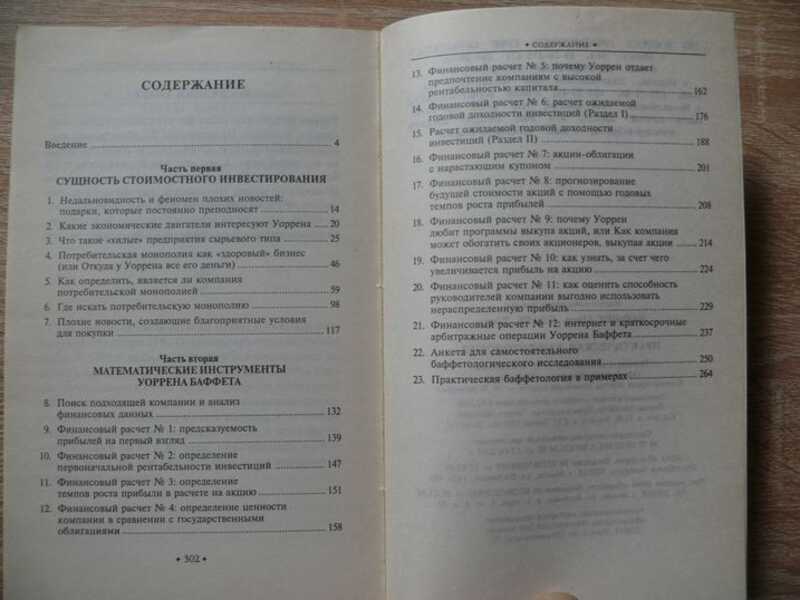 СОДЕРЖАНИЕ
Введение 4
Часть первая
СУЩНОСТЬ СТОИМОСТНОГО ИНВЕСТИРОВАНИЯ
1. Недальновидность и феномен плохих новостей:
подарки, которые постоянно преподносят 14
2. Какие экономические двигатели интересуют Уоррена 20
3. Что такое «хилые» предприятия сырьевого типа 25
4. Потребительская монополия как «здоровый» бизнес
(или Откуда у Уоррена все его деньги) 46
5. Как определить, является ли компания
потребительской монополией 59
6. Где искать потребительскую монополию 98
7. Плохие новости, создающие благоприятные условия
для покупки 117
Часть вторая
МАТЕМАТИЧЕСКИЕ ИНСТРУМЕНТЫ
УОРРЕНА БАФФЕТА
8. Поиск подходящей компании и анализ
финансовых данных 132
9. Финансовый расчет № 1: предсказуемость
прибылей на первый взгляд 139
10. Финансовый расчет № 2: определение
первоначальной рентабельности инвестиций 147
11. Финансовый расчет № 3: определение
темпов роста прибыли в расчете на акцию 151
12. Финансовый расчет № 4: определение ценности
компании в сравнении с государственными
облигациями 158
• 302 •
• СОДЕРЖАНИЕ •
13. Финансовый расчет № 5: почему Уоррен отдает
предпочтение компаниям с высокой
рентабельностью капитала 162
14. Финансовый расчет № 6: расчет ожидаемой
годовой доходности инвестиций (Раздел I) 176
15. Расчет ожидаемой годовой доходности
инвестиций (Раздел II) 188
16. Финансовый расчет № 7: акции-облигации
с нарастающим купоном 201
17. Финансовый расчет № 8: прогнозирование
будущей стоимости акций с помощью годовых
темпов роста прибылей 208
18. Финансовый расчет № 9: почему Уоррен
любит программы выкупа акций, или Как компания
может обогатить своих акционеров, выкупая акции 214
19. Финансовый расчет № 10: как узнать, за счет чего
увеличивается прибыль на акцию 224
20. Финансовый расчет № 11: как оценить способность
руководителей компании выгодно использовать
нераспределенную прибыль 229
21. Финансовый расчет № 12: интернет и краткосрочные
арбитражные операции Уоррена Баффета 237
22. Анкета для самостоятельного
баффетологического исследования 250
23. Практическая баффетология в примерах 264